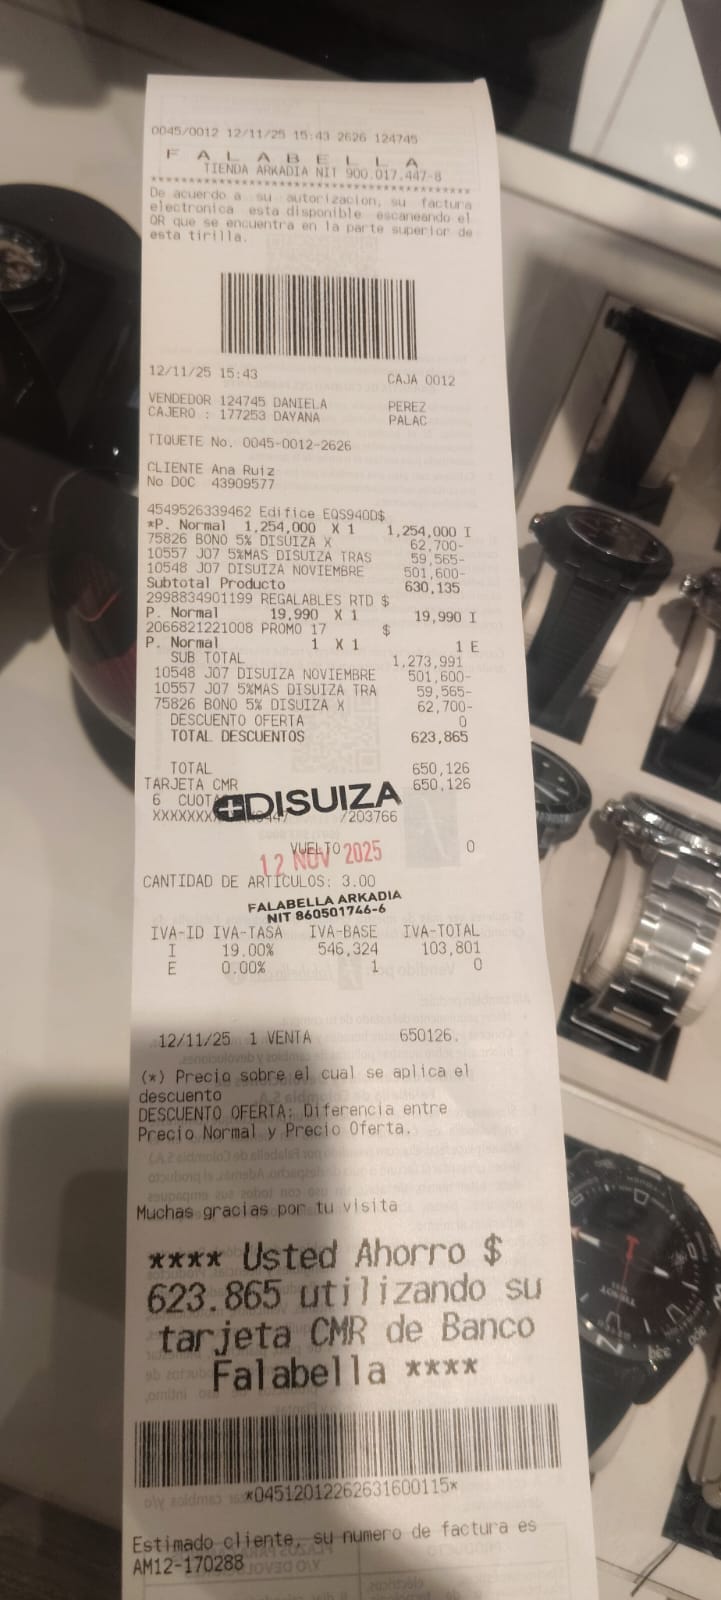 0045/0012 12/11/25 15:43 2626 124745
FALABELLA
TIENDA ARKADIA NIT 900.017.447-8
****************************************
De acuerdo a su autorizacion, su factura
electronica esta disponible escaneando el
QR que se encuentra en la parte superior de
esta tirilla.
12/11/25 15:43 CAJA 0012
VENDEDOR 124745 DANIELA PEREZ
CAJERO : 177253 DAYANA PALAC
TIQUETE No. 0045-0012-2626
CLIENTE Ana Ruiz
No DOC 43909577
4549526339462 Edifice EQS940D$
*P. Normal 1,254,000 X 1 1,254,000 I
75826 BONO 5% DISUIZA X 62,700-
10557 J07 5%MAS DISUIZA TRAS 59,565-
10548 J07 DISUIZA NOVIEMBRE 501,600-
Subtotal Producto 630,135
2998834901199 REGALABLES RTD $
P. Normal 19,990 X 1 19,990 I
2066821221008 PROMO 17 $
P. Normal 1 X 1 1 E
SUB TOTAL 1,273,991
10548 J07 DISUIZA NOVIEMBRE 501,600-
10557 J07 5%MAS DISUIZA TRA 59,565-
75826 BONO 5% DISUIZA X 62,700-
DESCUENTO OFERTA 0
TOTAL DESCUENTOS 623,865
TOTAL 650,126
TARJETA CMR 650,126
6 CUOTA
DISUIZA
XXXXXXXX /203766
VUELTO 0
12 NOV 2025
CANTIDAD DE ARTICULOS: 3.00
FALABELLA ARKADIA
NIT 860501746-6
IVA-ID IVA-TASA IVA-BASE IVA-TOTAL
I 19.00% 546,324 103,801
E 0.00% 1 0
12/11/25 1 VENTA 650126.
(*) Precio sobre el cual se aplica el
descuento
DESCUENTO OFERTA: Diferencia entre
Precio Normal y Precio Oferta.
Muchas gracias por tu visita
**** Usted Ahorro $
623.865 utilizando su
tarjeta CMR de Banco
Falabella ****
*04512012262631600115*
Estimado cliente, su numero de factura es
AM12-170288
TISSOT